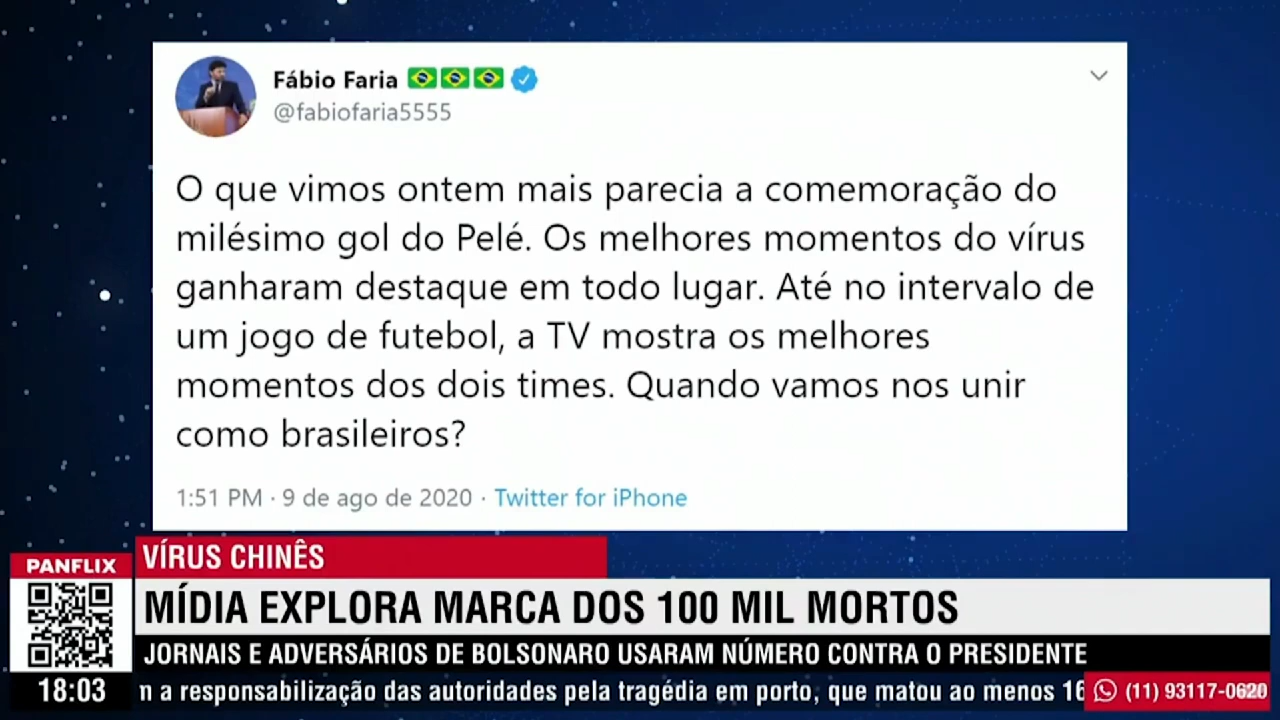 Fábio Faria
@fabiofaria5555
O que vimos ontem mais parecia a comemoração do
milésimo gol do Pelé. Os melhores momentos do vírus
ganharam destaque em todo lugar. Até no intervalo de
um jogo de futebol, a TV mostra os melhores
momentos dos dois times. Quando vamos nos unir
como brasileiros?
1:51 PM · 9 de ago de 2020 · Twitter for iPhone
VÍRUS CHINÊS
PANFLIX
MÍDIA EXPLORA MARCA DOS 100 MIL MORTOS
JORNAIS E ADVERSÁRIOS DE BOLSONARO USARAM NÚMERO CONTRA O PRESIDENTE
18:03
a responsabilização das autoridades pela tragédia em porto, que matou ao menos
(11) 93117-0620